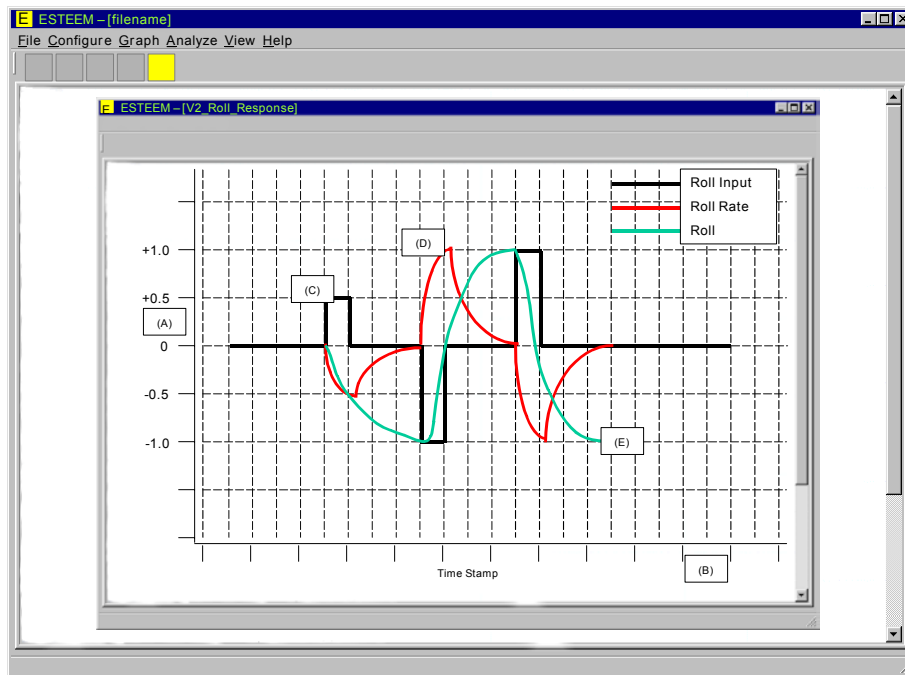 E ESTEEM – [filename]
File Configure Graph Analyze View Help
E ESTEEM – [V2_Roll_Response]
Roll Input
Roll Rate
Roll
(D)
+1.0
(C)
+0.5
(A)
0
-0.5
-1.0
(E)
Time Stamp
(B)